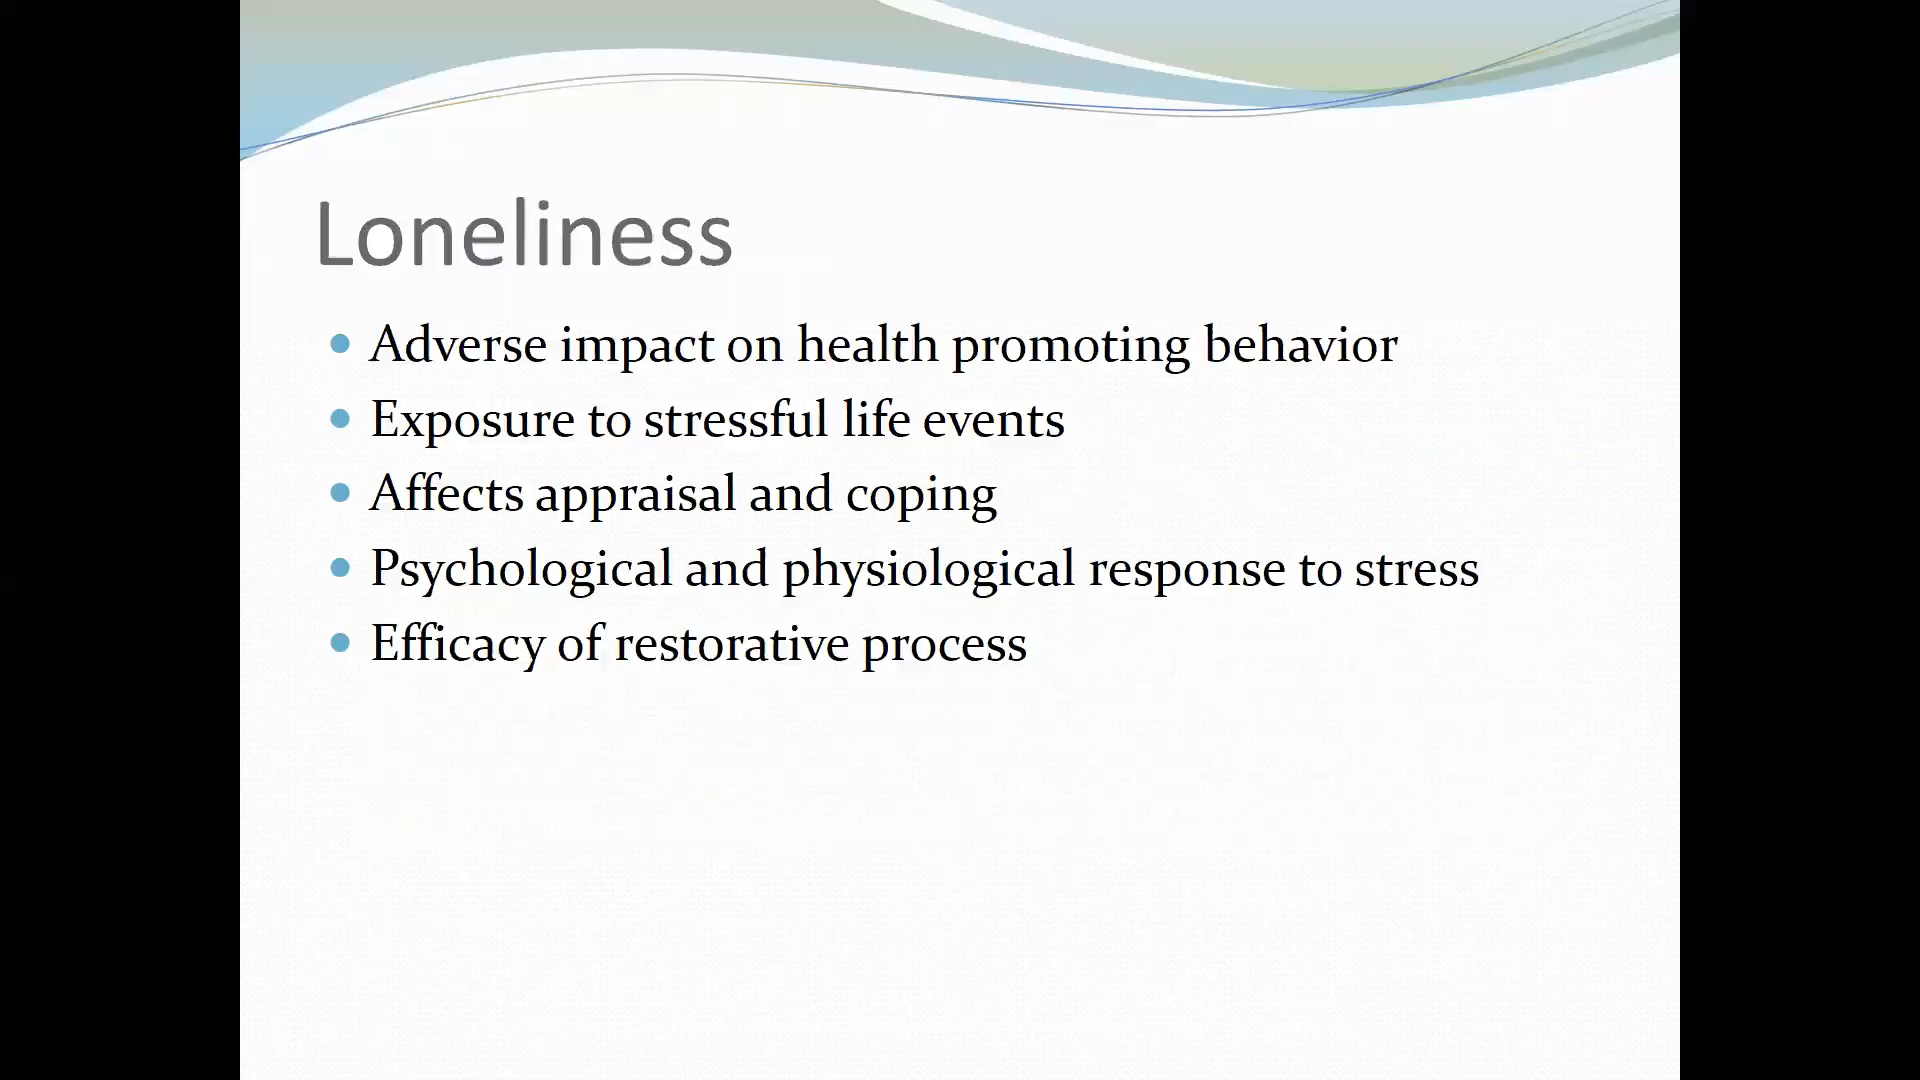 Loneliness
Adverse impact on health promoting behavior
Exposure to stressful life events
Affects appraisal and coping
Psychological and physiological response to stress
Efficacy of restorative process